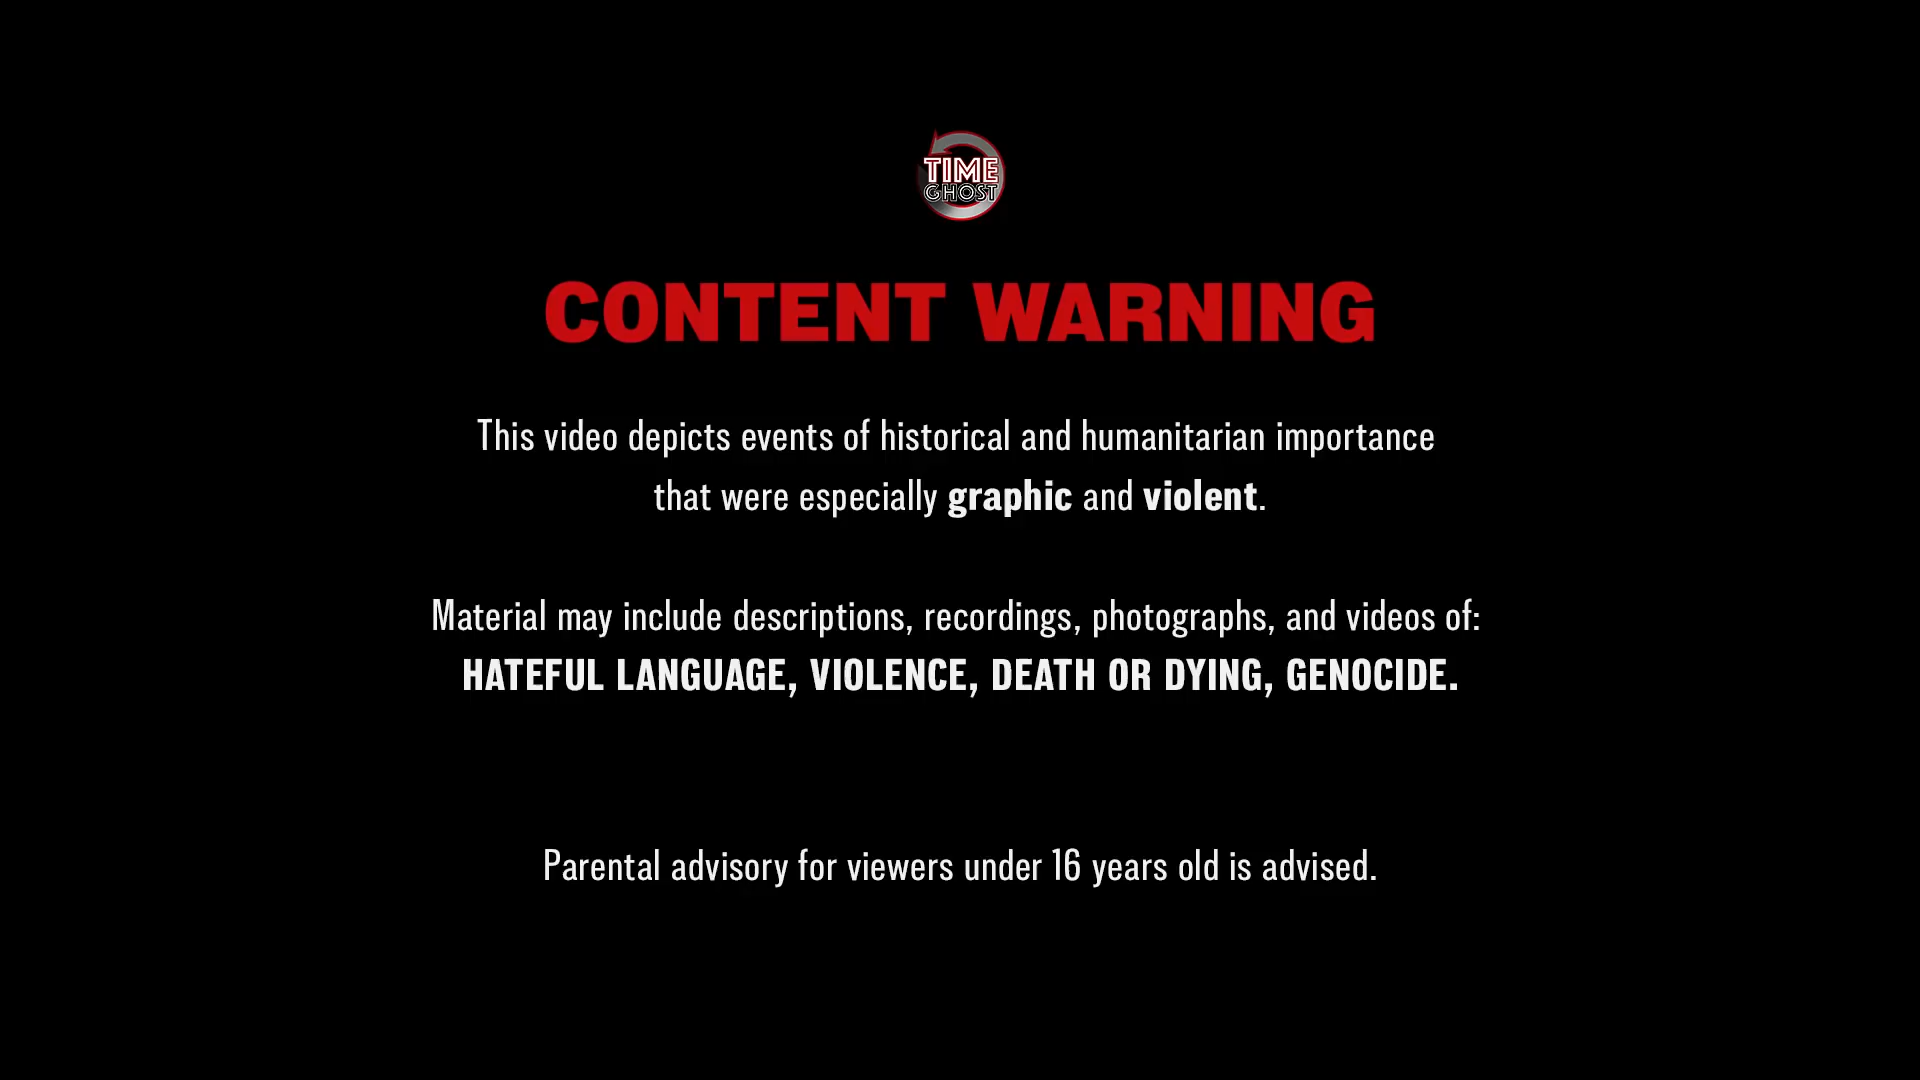 TIME
GHOST
CONTENT WARNING
This video depicts events of historical and humanitarian importance
that were especially graphic and violent.
Material may include descriptions, recordings, photographs, and videos of:
HATEFUL LANGUAGE, VIOLENCE, DEATH OR DYING, GENOCIDE.
Parental advisory for viewers under 16 years old is advised.